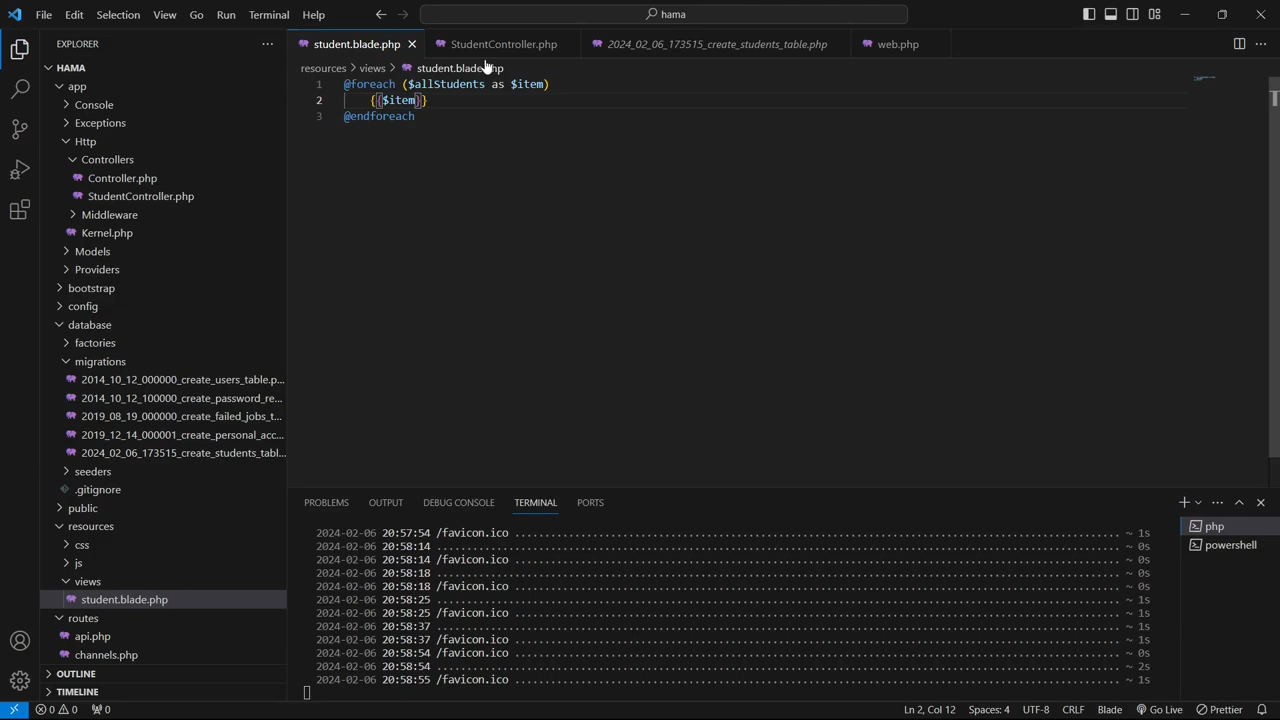 File Edit Selection View Go Run Terminal Help
hama
EXPLORER
student.blade.php
StudentController.php
2024_02_06_173515_create_students_table.php
web.php
HAMA
app
Console
Exceptions
Http
Controllers
Controller.php
StudentController.php
Middleware
Kernel.php
Models
Providers
bootstrap
config
database
factories
migrations
2014_10_12_000000_create_users_table.p...
2014_10_12_100000_create_password_re...
2019_08_19_000000_create_failed_jobs_t...
2019_12_14_000001_create_personal_acc...
2024_02_06_173515_create_students_tabl...
seeders
.gitignore
public
resources
css
js
views
student.blade.php
routes
api.php
channels.php
OUTLINE
TIMELINE
resources > views > student.blade.php
1 @foreach ($allStudents as $item)
2 {{$item}}
3 @endforeach
PROBLEMS OUTPUT DEBUG CONSOLE TERMINAL PORTS
php
powershell
2024-02-06 20:57:54 /favicon.ico ~ 1s
2024-02-06 20:58:14 ~ 0s
2024-02-06 20:58:14 /favicon.ico ~ 0s
2024-02-06 20:58:18 ~ 0s
2024-02-06 20:58:18 /favicon.ico ~ 0s
2024-02-06 20:58:25 ~ 1s
2024-02-06 20:58:25 /favicon.ico ~ 1s
2024-02-06 20:58:37 ~ 1s
2024-02-06 20:58:37 /favicon.ico ~ 1s
2024-02-06 20:58:54 /favicon.ico ~ 0s
2024-02-06 20:58:54 ~ 2s
2024-02-06 20:58:55 /favicon.ico ~ 1s
0 0 0
Ln 2, Col 12 Spaces: 4 UTF-8 CRLF Blade Go Live Prettier